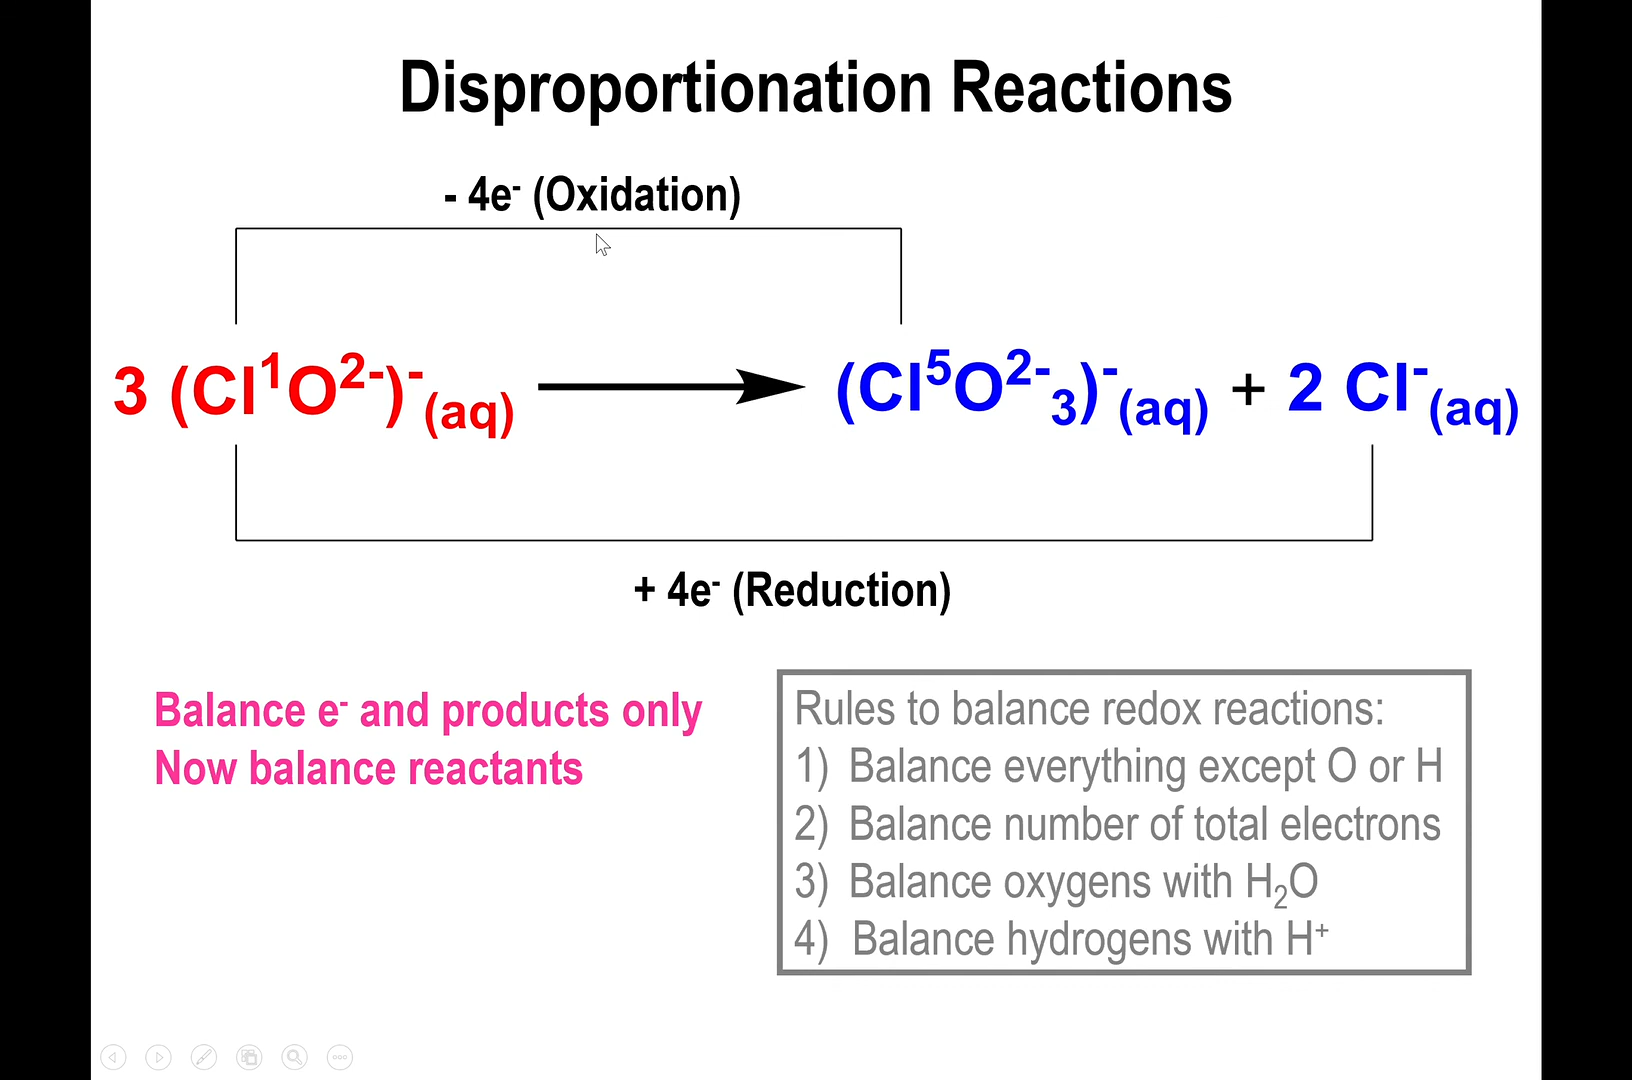 Disproportionation Reactions
- 4e⁻ (Oxidation)
3 (Cl¹O²⁻)⁻(aq) ⟶ (Cl⁵O²⁻₃)⁻(aq) + 2 Cl⁻(aq)
+ 4e⁻ (Reduction)
Balance e⁻ and products only
Now balance reactants
Rules to balance redox reactions:
1) Balance everything except O or H
2) Balance number of total electrons
3) Balance oxygens with H₂O
4) Balance hydrogens with H⁺